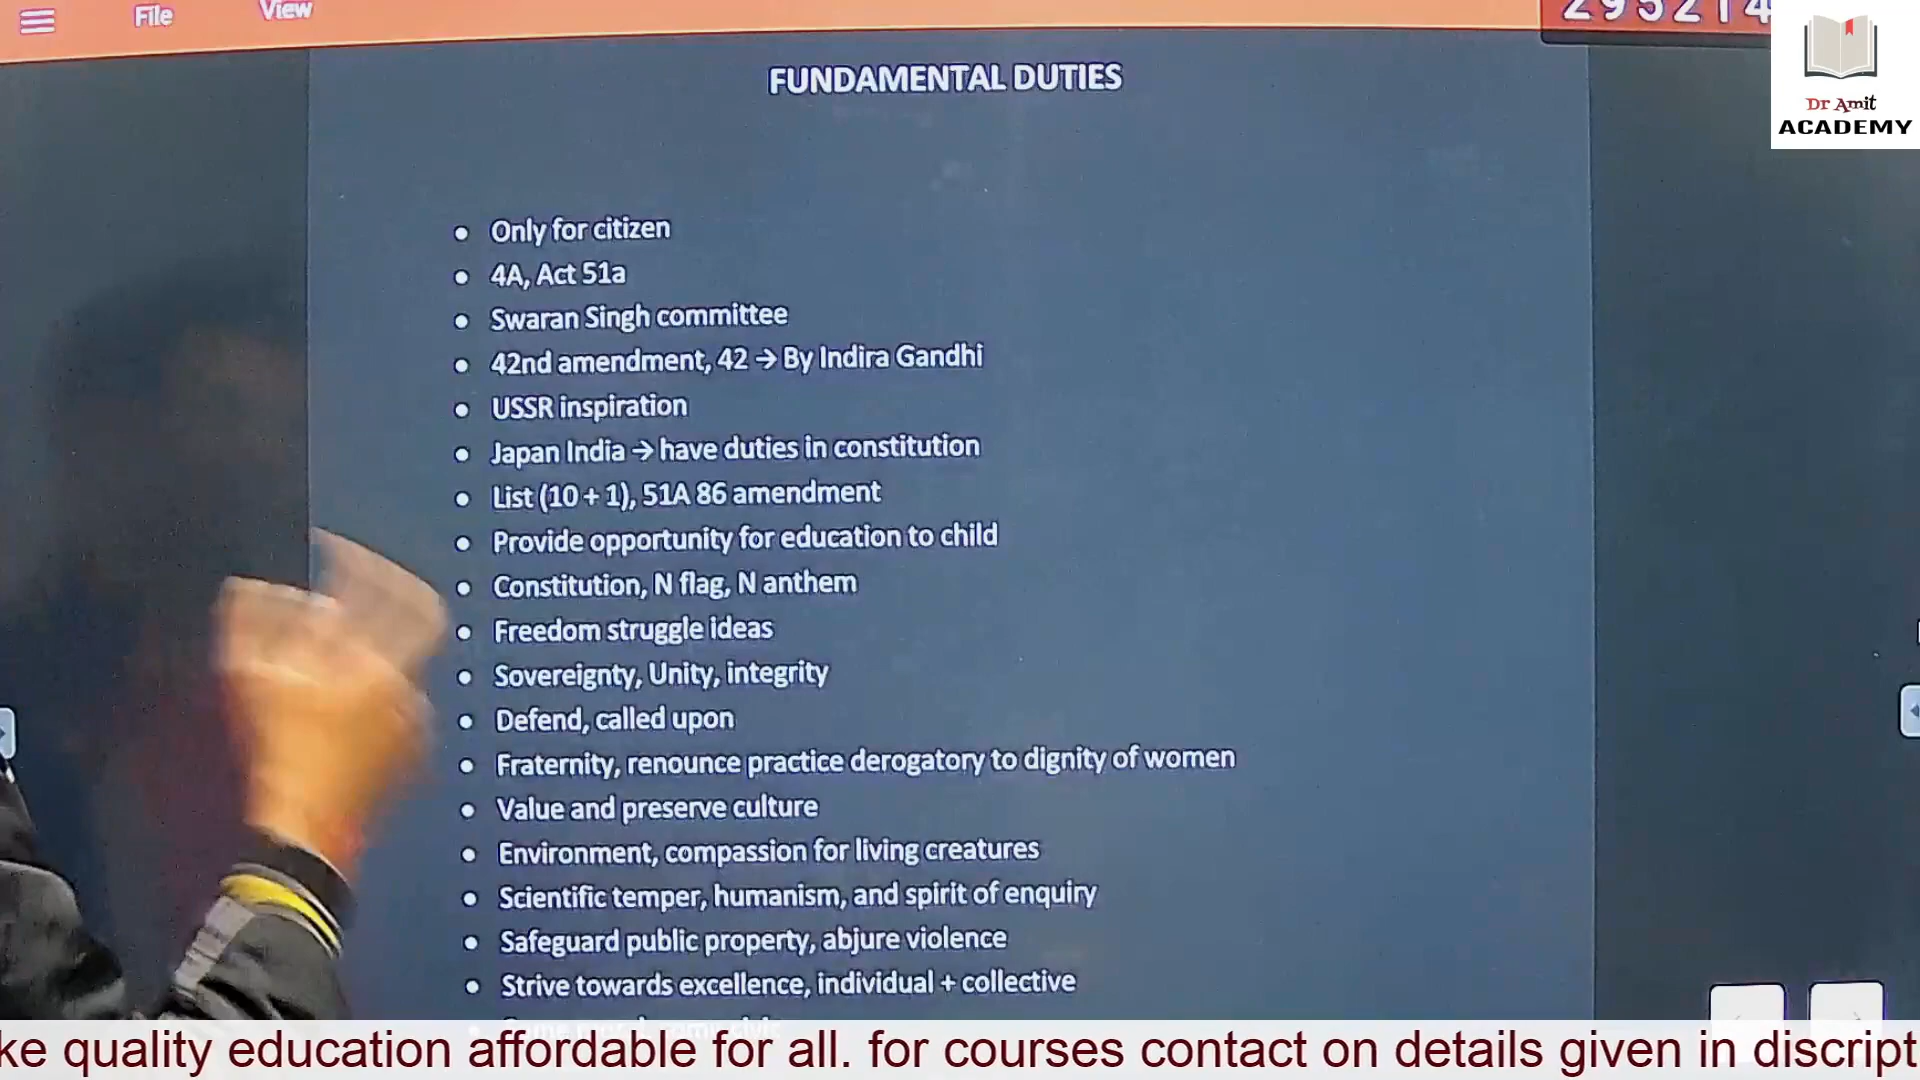 File
View
295214
Dr Amit
ACADEMY
FUNDAMENTAL DUTIES
• Only for citizen
• 4A, Act 51a
• Swaran Singh committee
• 42nd amendment, 42 → By Indira Gandhi
• USSR inspiration
• Japan India → have duties in constitution
• List (10 + 1), 51A 86 amendment
• Provide opportunity for education to child
• Constitution, N flag, N anthem
• Freedom struggle ideas
• Sovereignty, Unity, integrity
• Defend, called upon
• Fraternity, renounce practice derogatory to dignity of women
• Value and preserve culture
• Environment, compassion for living creatures
• Scientific temper, humanism, and spirit of enquiry
• Safeguard public property, abjure violence
• Strive towards excellence, individual + collective
ke quality education affordable for all. for courses contact on details given in discript